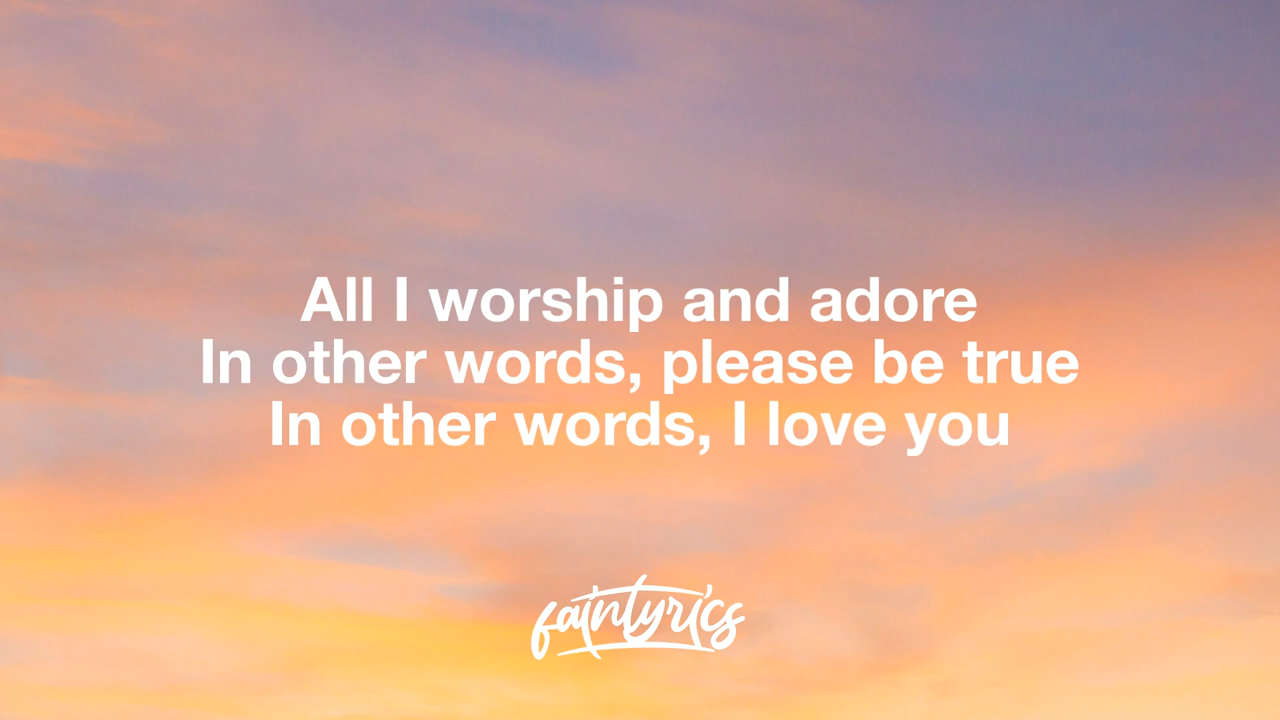 All I worship and adore
In other words, please be true
In other words, I love you
faintyrics